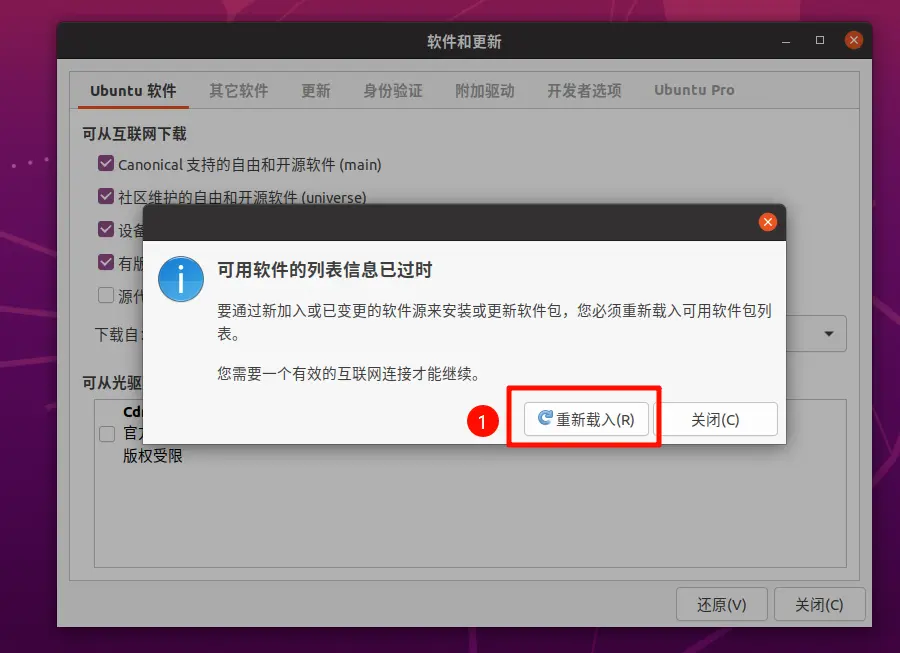 软件和更新
Ubuntu 软件 其它软件 更新 身份验证 附加驱动 开发者选项 Ubuntu Pro
可从互联网下载
Canonical 支持的自由和开源软件 (main)
社区维护的自由和开源软件 (universe)
设备
有版
源代
下载自:
可用软件的列表信息已过时
要通过新加入或已变更的软件源来安装或更新软件包，您必须重新载入可用软件包列
表。
您需要一个有效的互联网连接才能继续。
1 重新载入(R) 关闭(C)
可从光驱
官方
版权受限
还原(V) 关闭(C)